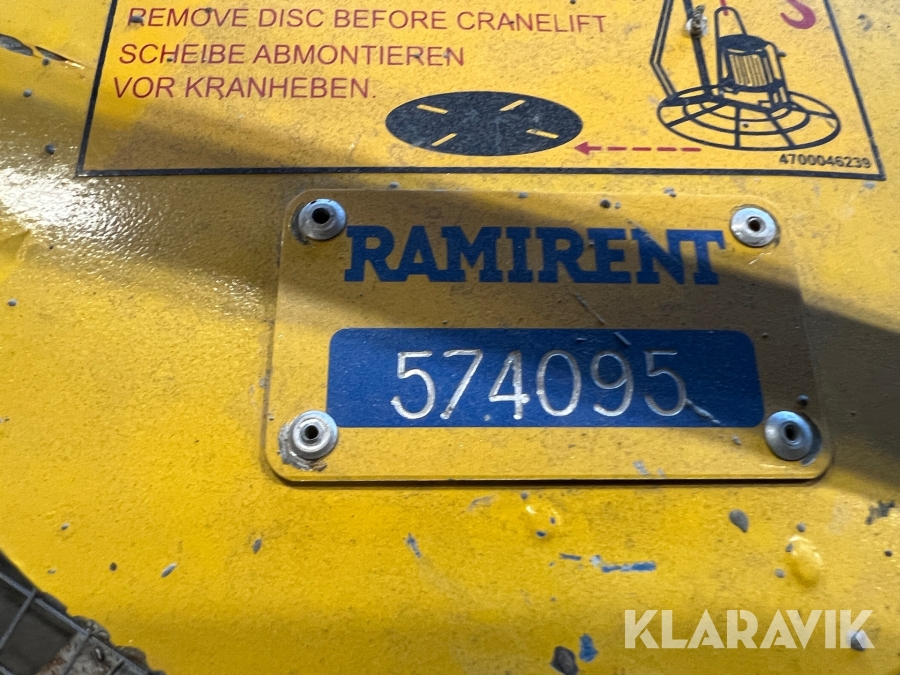 REMOVE DISC BEFORE CRANELIFT
SCHEIBE ABMONTIEREN
VOR KRANHEBEN.
4700046239
RAMIRENT
574095
KLARAVIK